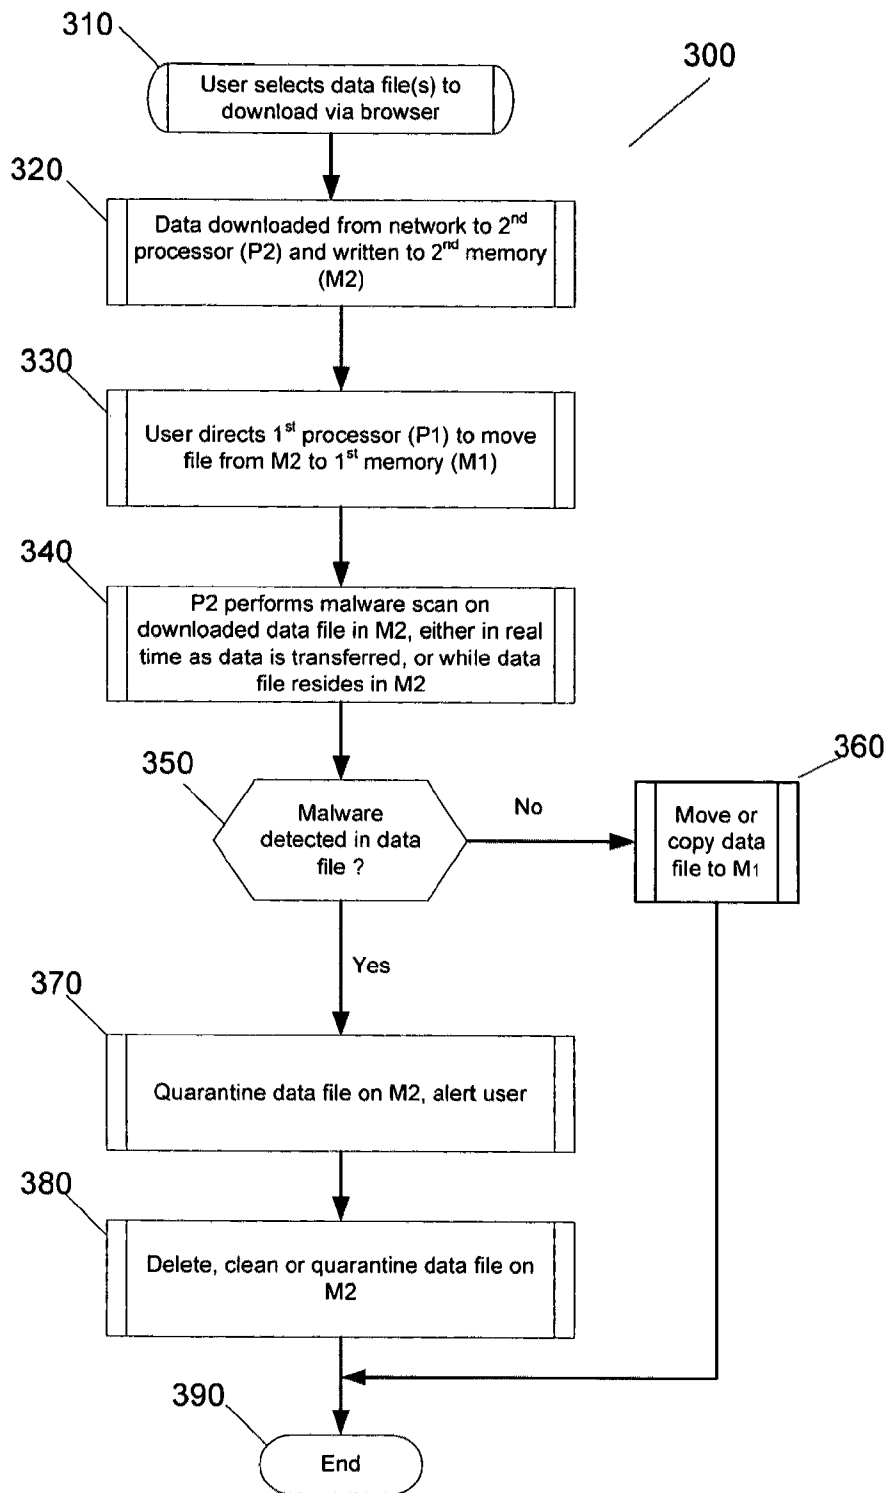 310
300
User selects data file(s) to
download via browser
320
Data downloaded from network to 2nd
processor (P2) and written to 2nd memory
(M2)
330
User directs 1st processor (P1) to move
file from M2 to 1st memory (M1)
340
P2 performs malware scan on
downloaded data file in M2, either in real
time as data is transferred, or while data
file resides in M2
350
360
Malware
detected in data
file ?
No
Move or
copy data
file to M1
Yes
370
Quarantine data file on M2, alert user
380
Delete, clean or quarantine data file on
M2
390
End